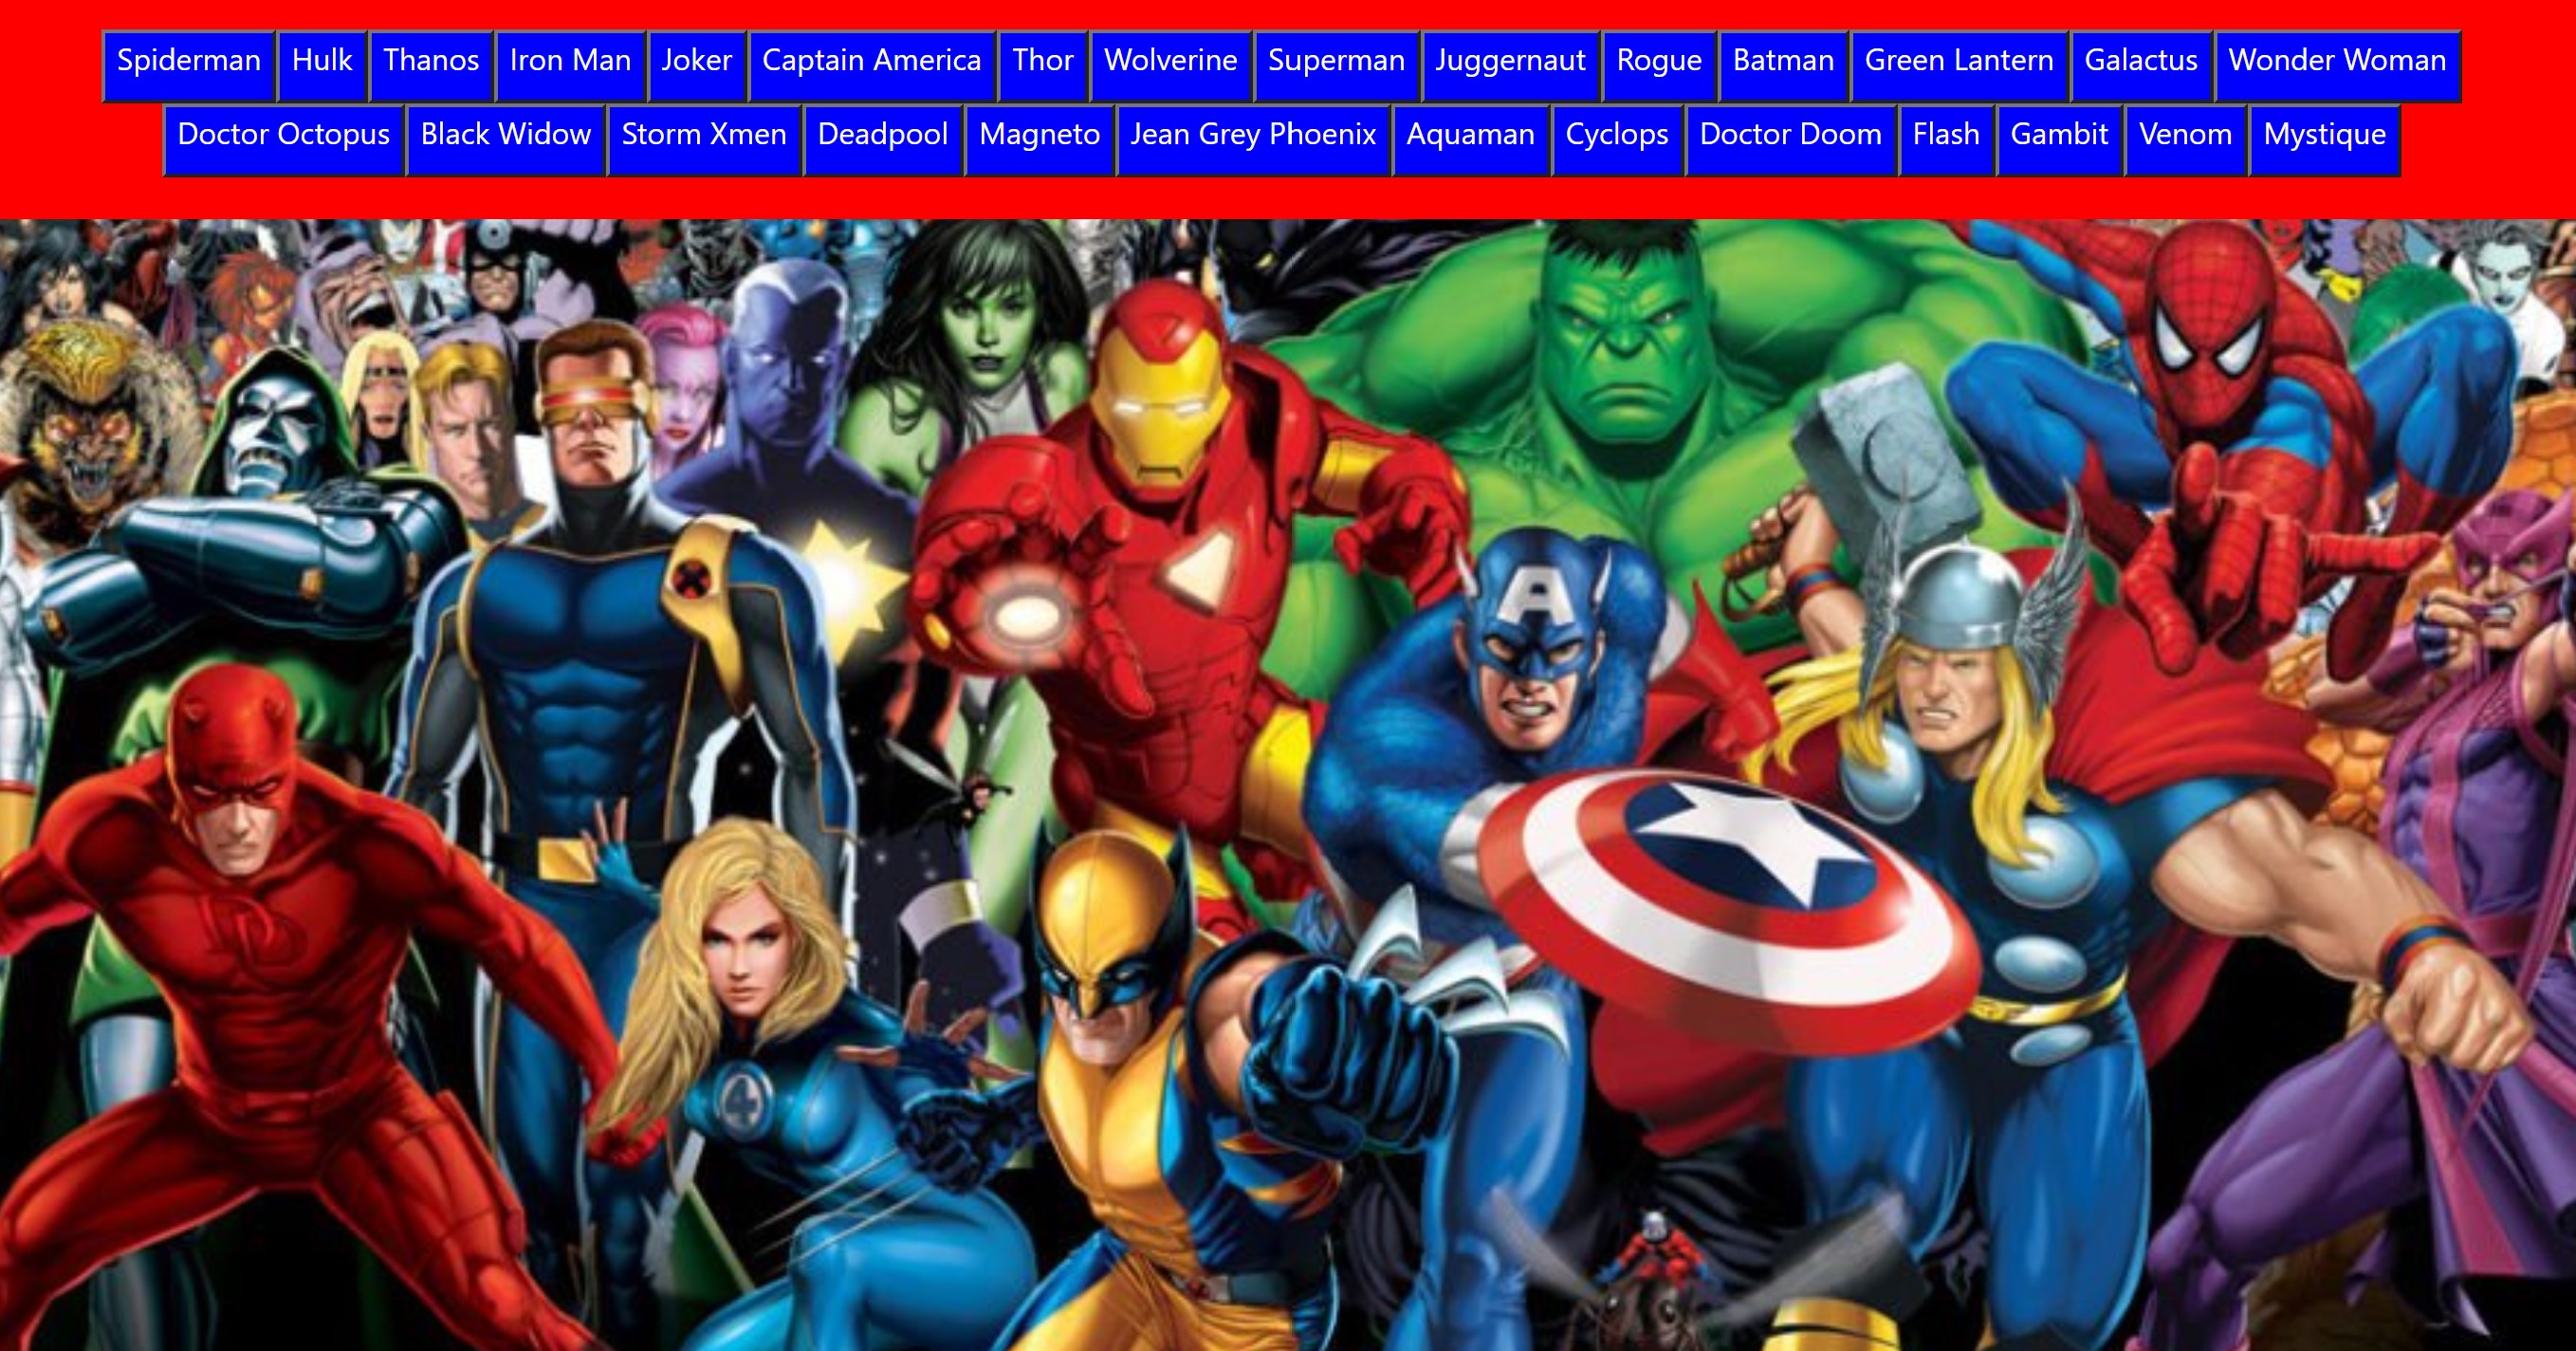 Spiderman Hulk Thanos Iron Man Joker Captain America Thor Wolverine Superman Juggernaut Rogue Batman Green Lantern Galactus Wonder Woman
Doctor Octopus Black Widow Storm Xmen Deadpool Magneto Jean Grey Phoenix Aquaman Cyclops Doctor Doom Flash Gambit Venom Mystique
A
DD
4